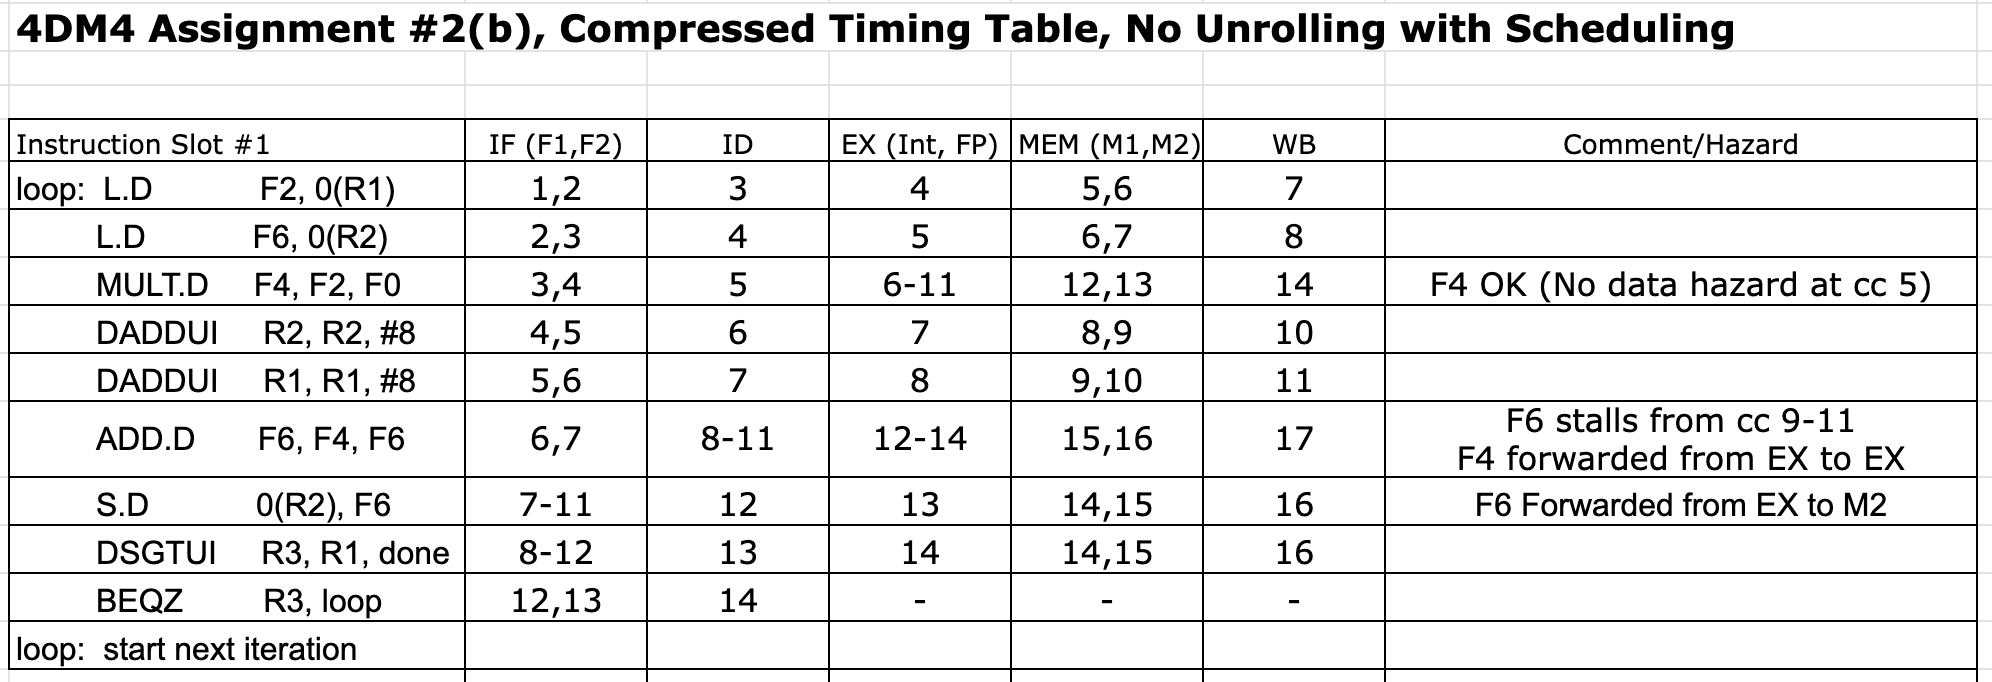 4DM4 Assignment #2(b), Compressed Timing Table, No Unrolling with Scheduling
Instruction Slot #1 IF (F1,F2) ID EX (Int, FP) MEM (M1,M2) WB Comment/Hazard
loop: L.D F2, 0(R1) 1,2 3 4 5,6 7
L.D F6, 0(R2) 2,3 4 5 6,7 8
MULT.D F4, F2, F0 3,4 5 6-11 12,13 14 F4 OK (No data hazard at cc 5)
DADDUI R2, R2, #8 4,5 6 7 8,9 10
DADDUI R1, R1, #8 5,6 7 8 9,10 11
ADD.D F6, F4, F6 6,7 8-11 12-14 15,16 17 F6 stalls from cc 9-11
F4 forwarded from EX to EX
S.D 0(R2), F6 7-11 12 13 14,15 16 F6 Forwarded from EX to M2
DSGTUI R3, R1, done 8-12 13 14 14,15 16
BEQZ R3, loop 12,13 14 - - -
loop: start next iteration